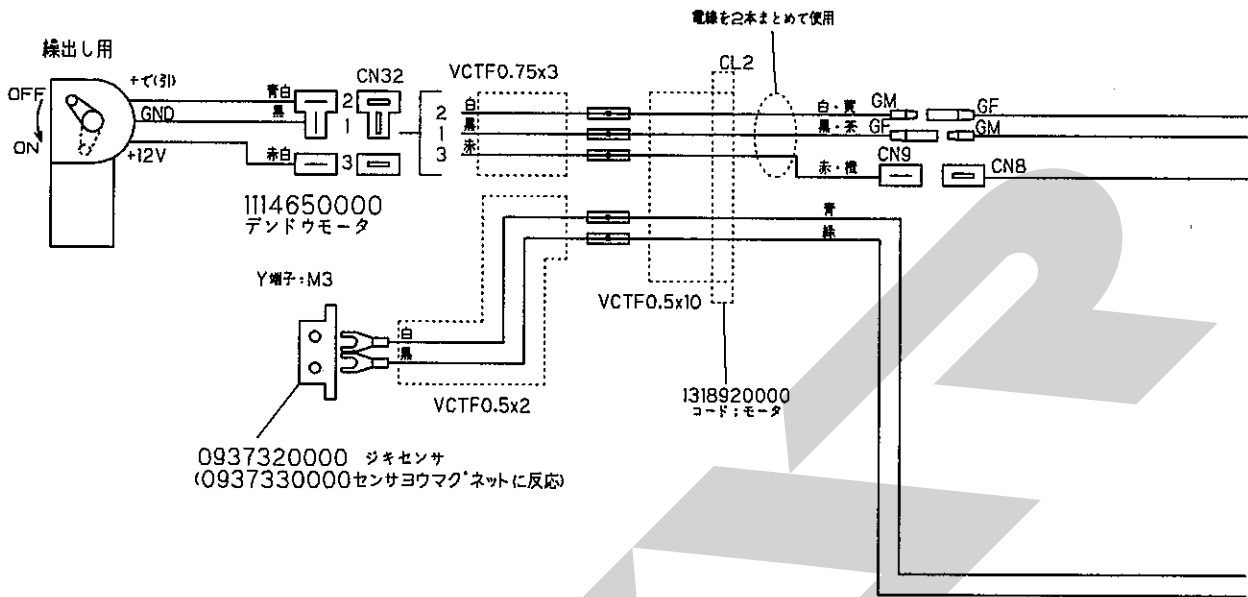 電線を2本まとめて使用
繰出し用
OFF
ON
+で(引)
GND
+12V
青白
黒
赤白
2
1
3
CN32
1114650000
デンドウモータ
VCTF0.75x3
2
1
3
白
黒
赤
CL2
白・黄
黒・茶
赤・橙
GM
GF
GF
GM
CN9
CN8
青
緑
VCTF0.5x10
1318920000
コード:モータ
Y端子:M3
白
黒
VCTF0.5x2
0937320000 ジキセンサ
(0937330000センサヨウマグネットに反応)